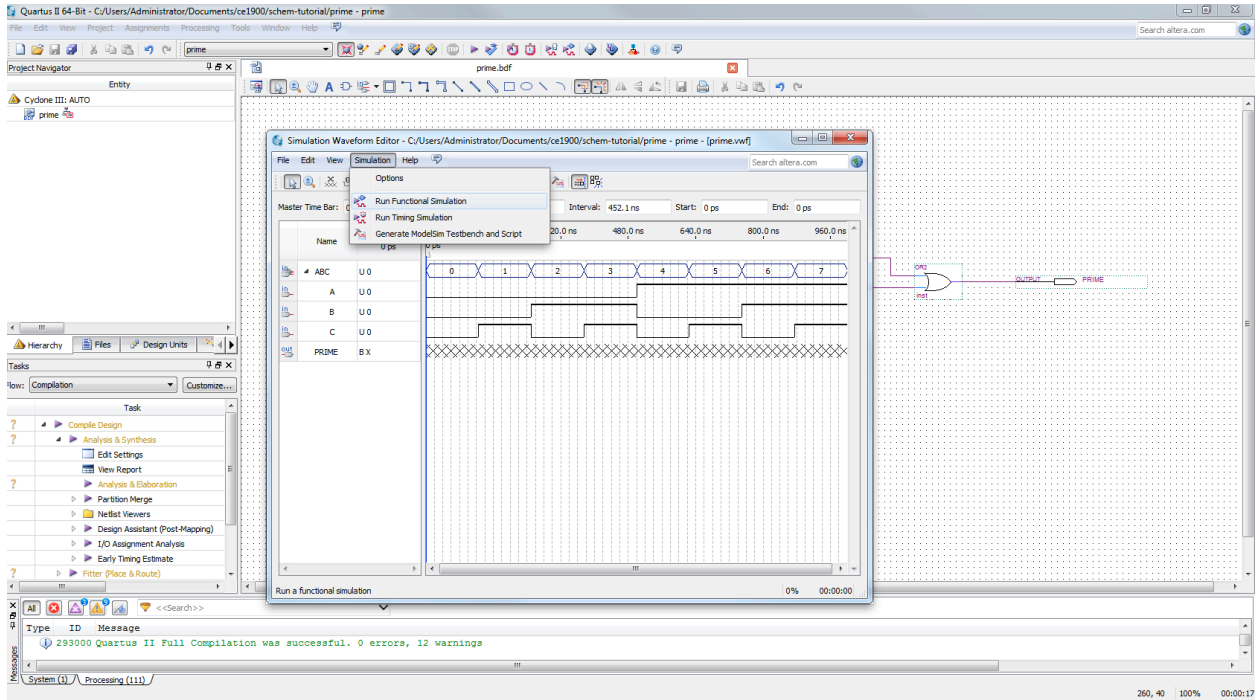 Quartus II 64-Bit - C:/Users/Administrator/Documents/ce1900/schem-tutorial/prime - prime
File Edit View Project Assignments Processing Tools Window Help
Search altera.com
prime
Project Navigator
Entity
Cyclone III: AUTO
prime
Hierarchy Files Design Units
Tasks
Flow: Compilation Customize...
Task
? Compile Design
? Analysis & Synthesis
Edit Settings
View Report
? Analysis & Elaboration
Partition Merge
Netlist Viewers
Design Assistant (Post-Mapping)
I/O Assignment Analysis
Early Timing Estimate
? Fitter (Place & Route)
prime.bdf
OR2
inst
OUTPUT PRIME
Simulation Waveform Editor - C:/Users/Administrator/Documents/ce1900/schem-tutorial/prime - prime - [prime.vwf]
File Edit View Simulation Help
Search altera.com
Options
Run Functional Simulation
Run Timing Simulation
Generate ModelSim Testbench and Script
Master Time Bar: Interval: 452.1 ns Start: 0 ps End: 0 ps
Name 0 ps 0 ps 20.0 ns 480.0 ns 640.0 ns 800.0 ns 960.0 ns
ABC U 0 0 1 2 3 4 5 6 7
A U 0
B U 0
C U 0
PRIME B X
Run a functional simulation 0% 00:00:00
All <<Search>>
Type ID Message
293000 Quartus II Full Compilation was successful. 0 errors, 12 warnings
Messages
System (1) Processing (111)
260, 40 100% 00:00:17